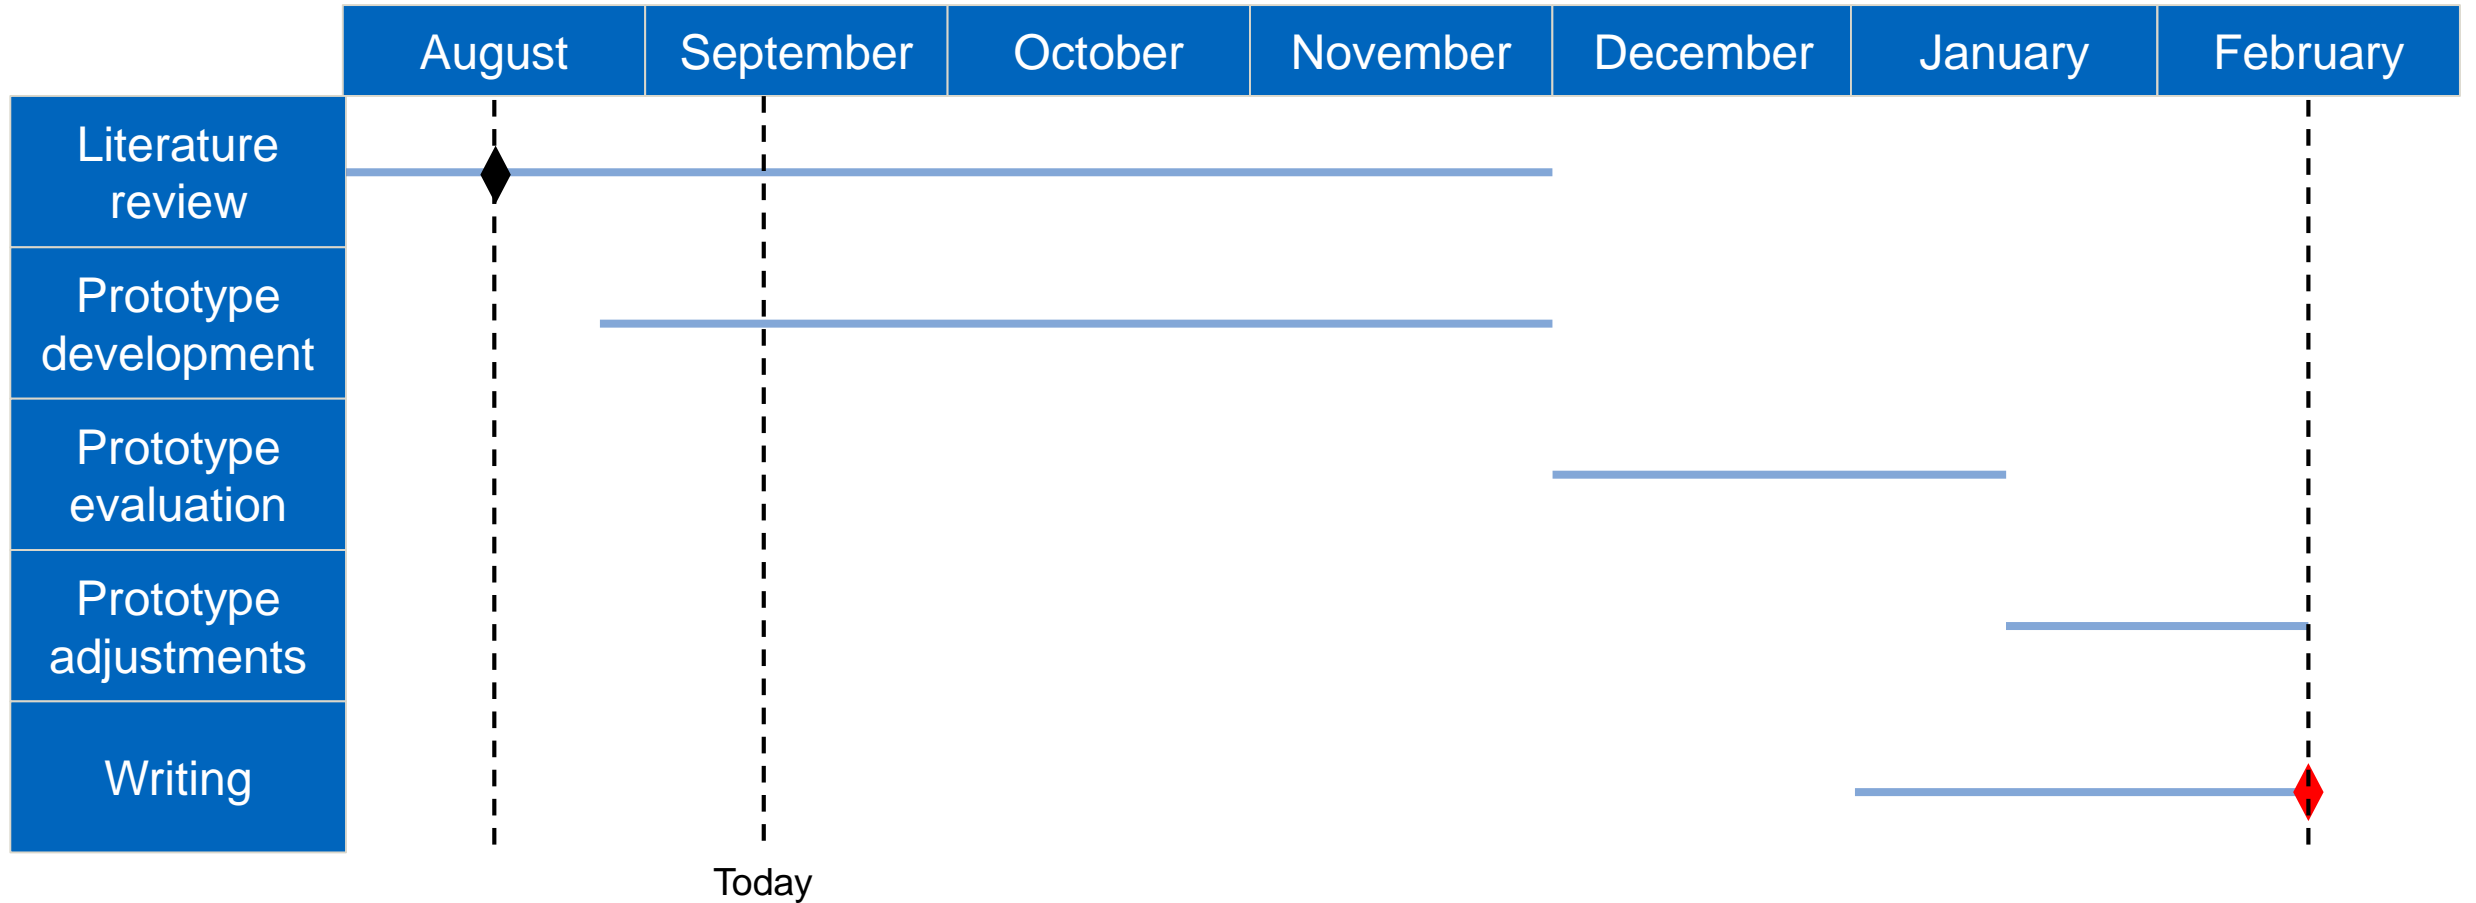 August September October November December January February
Literature
review
Prototype
development
Prototype
evaluation
Prototype
adjustments
Writing
Today